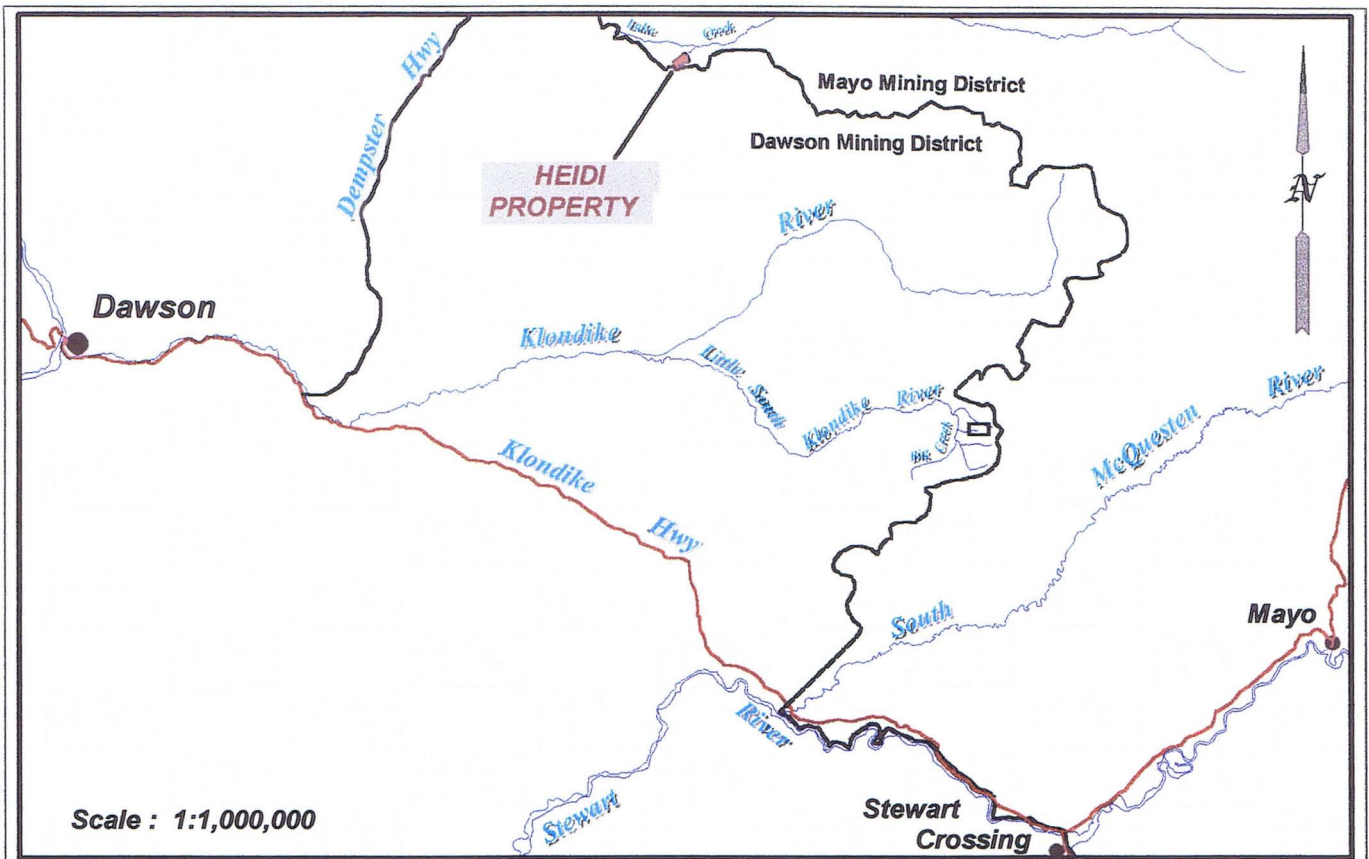 Creek
Hwy
Dempster
Mayo Mining District
Dawson Mining District
HEIDI
PROPERTY
N
River
Dawson
Klondike
Little South
Klondike River
Big Creek
McQuesten
River
Klondike
Hwy
South
Mayo
River
Stewart
Stewart
Crossing
Scale : 1:1,000,000